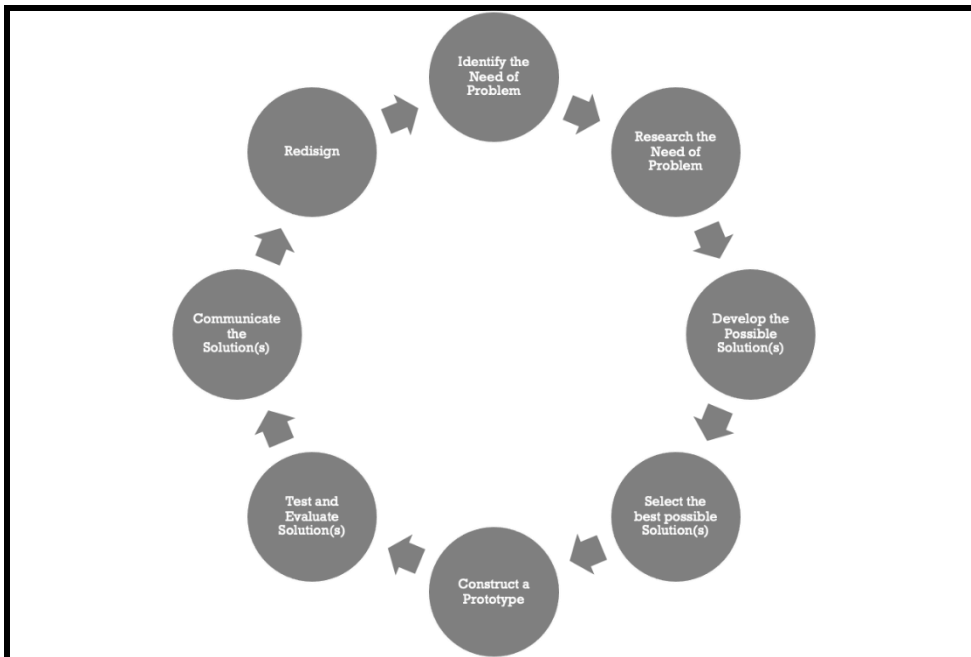 Identify the
Need of
Problem
Research the
Need of
Problem
Develop the
Possible
Solution(s)
Select the
best possible
Solution(s)
Construct a
Prototype
Test and
Evaluate
Solution(s)
Communicate
the
Solution(s)
Redisign